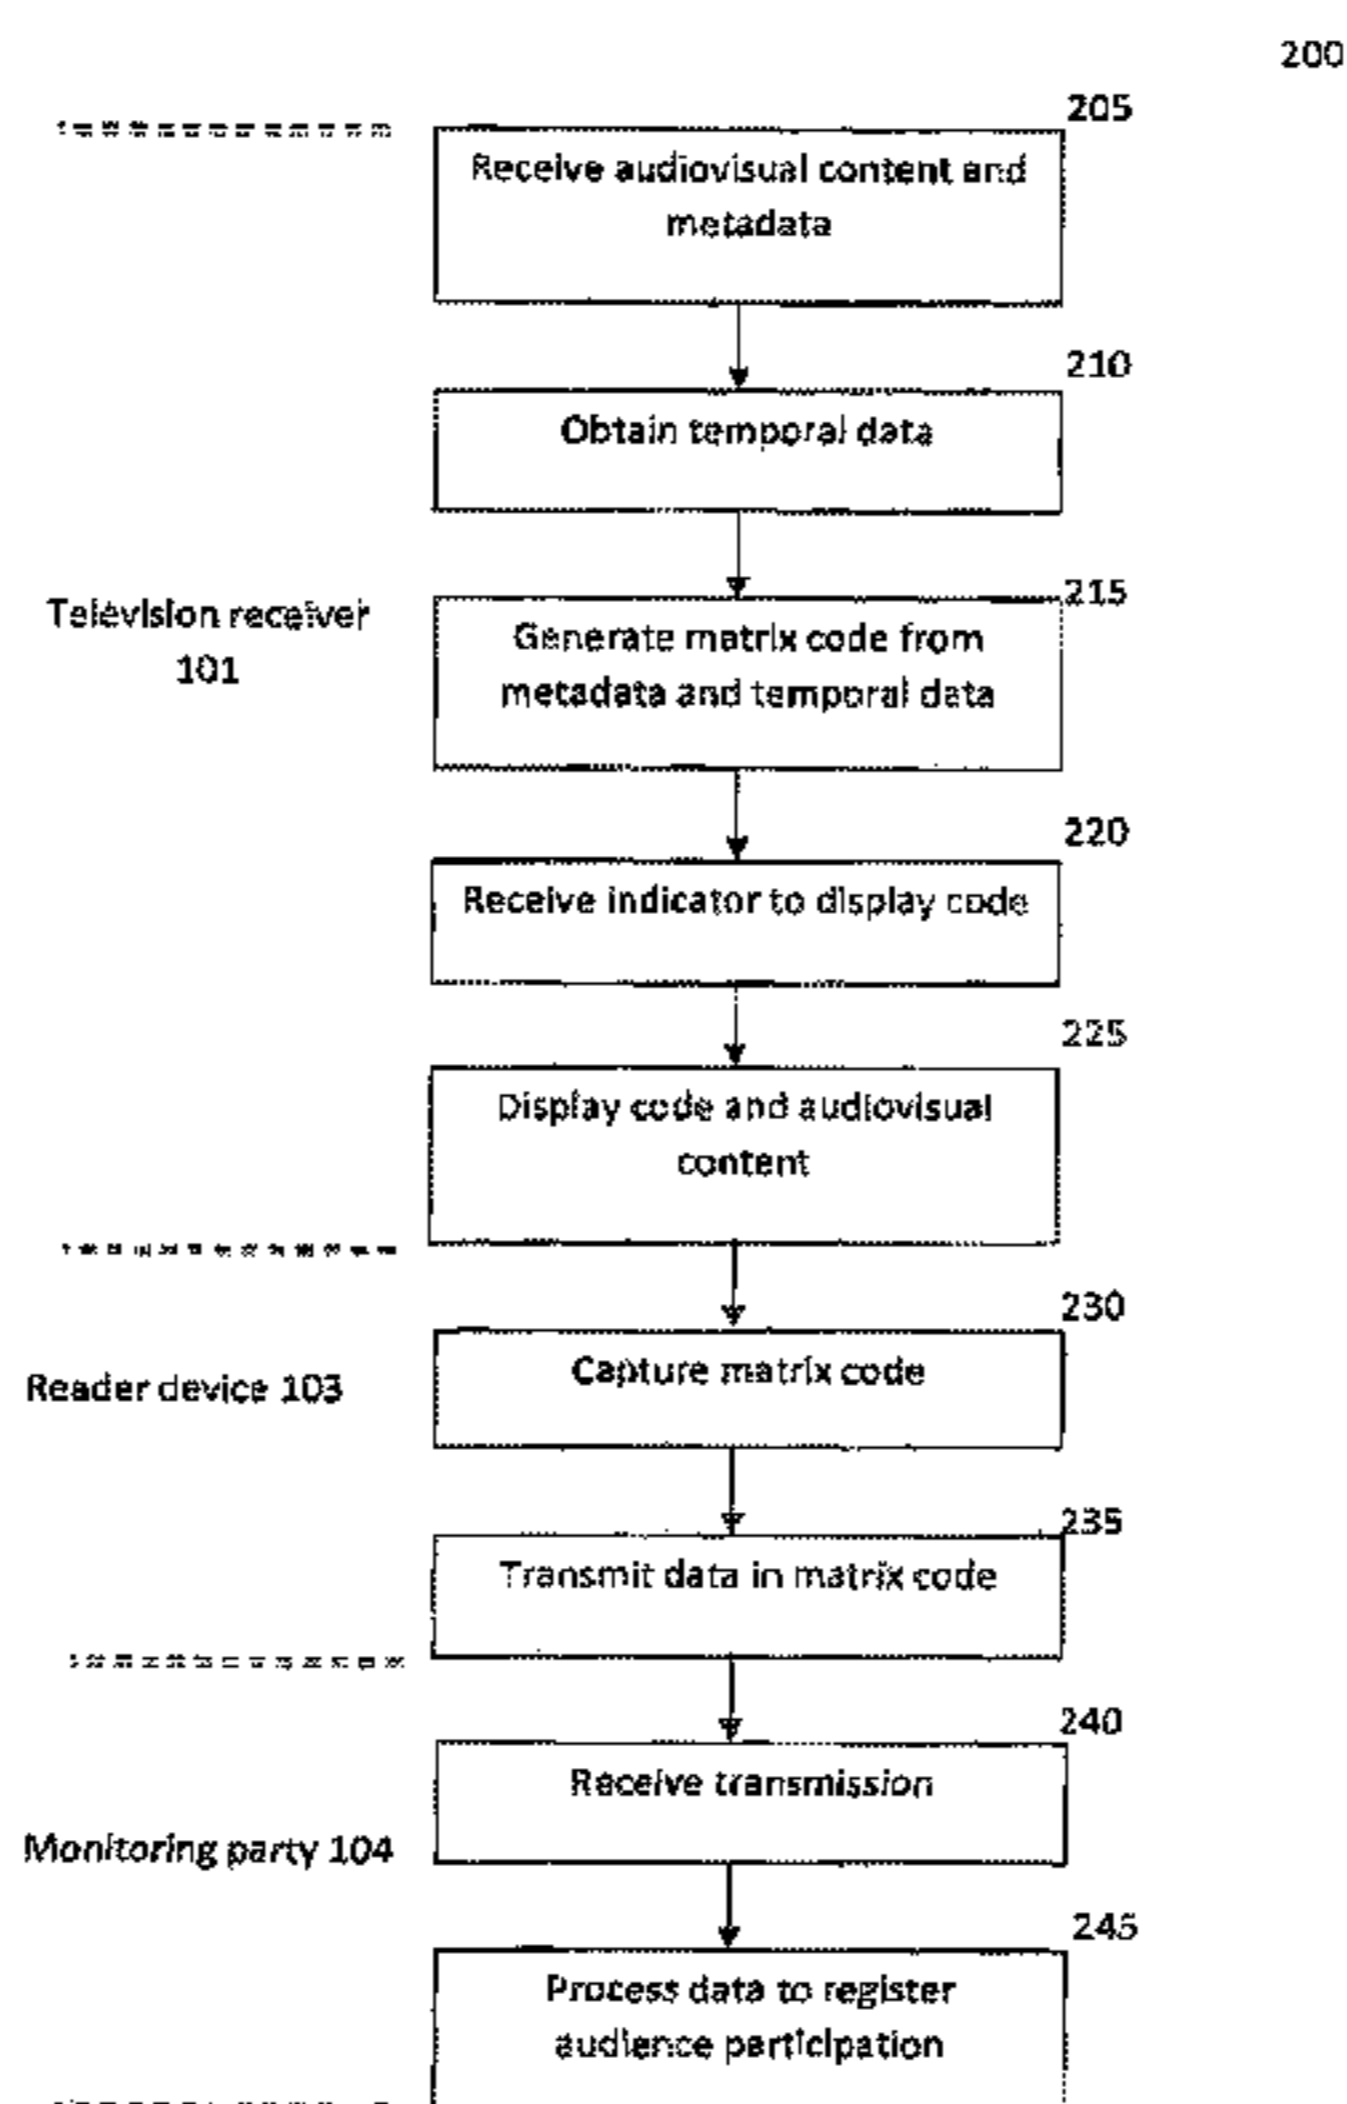 200
205
Receive audiovisual content and
metadata
210
Obtain temporal data
215
Generate matrix code from
metadata and temporal data
Television receiver
101
220
Receive indicator to display code
225
Display code and audiovisual
content
230
Capture matrix code
Reader device 103
235
Transmit data in matrix code
240
Receive transmission
Monitoring party 104
245
Process data to register
audience participation